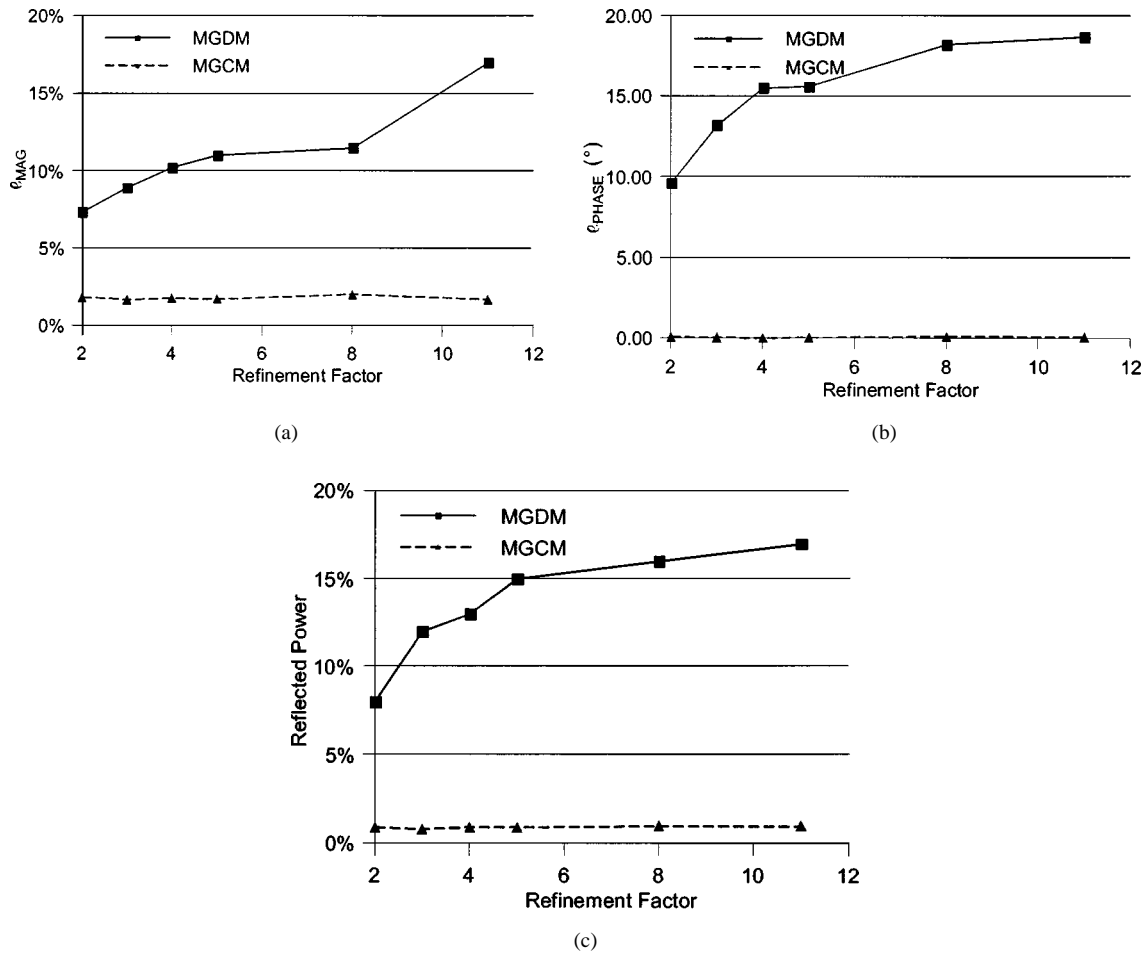 20%
15%
10%
5%
0%
ℓMAG
MGDM
MGCM
2 4 6 8 10 12
Refinement Factor
(a)
20.00
15.00
10.00
5.00
0.00
ℓPHASE (°)
MGDM
MGCM
2 4 6 8 10 12
Refinement Factor
(b)
20%
15%
10%
5%
0%
Reflected Power
MGDM
MGCM
2 4 6 8 10 12
Refinement Factor
(c)